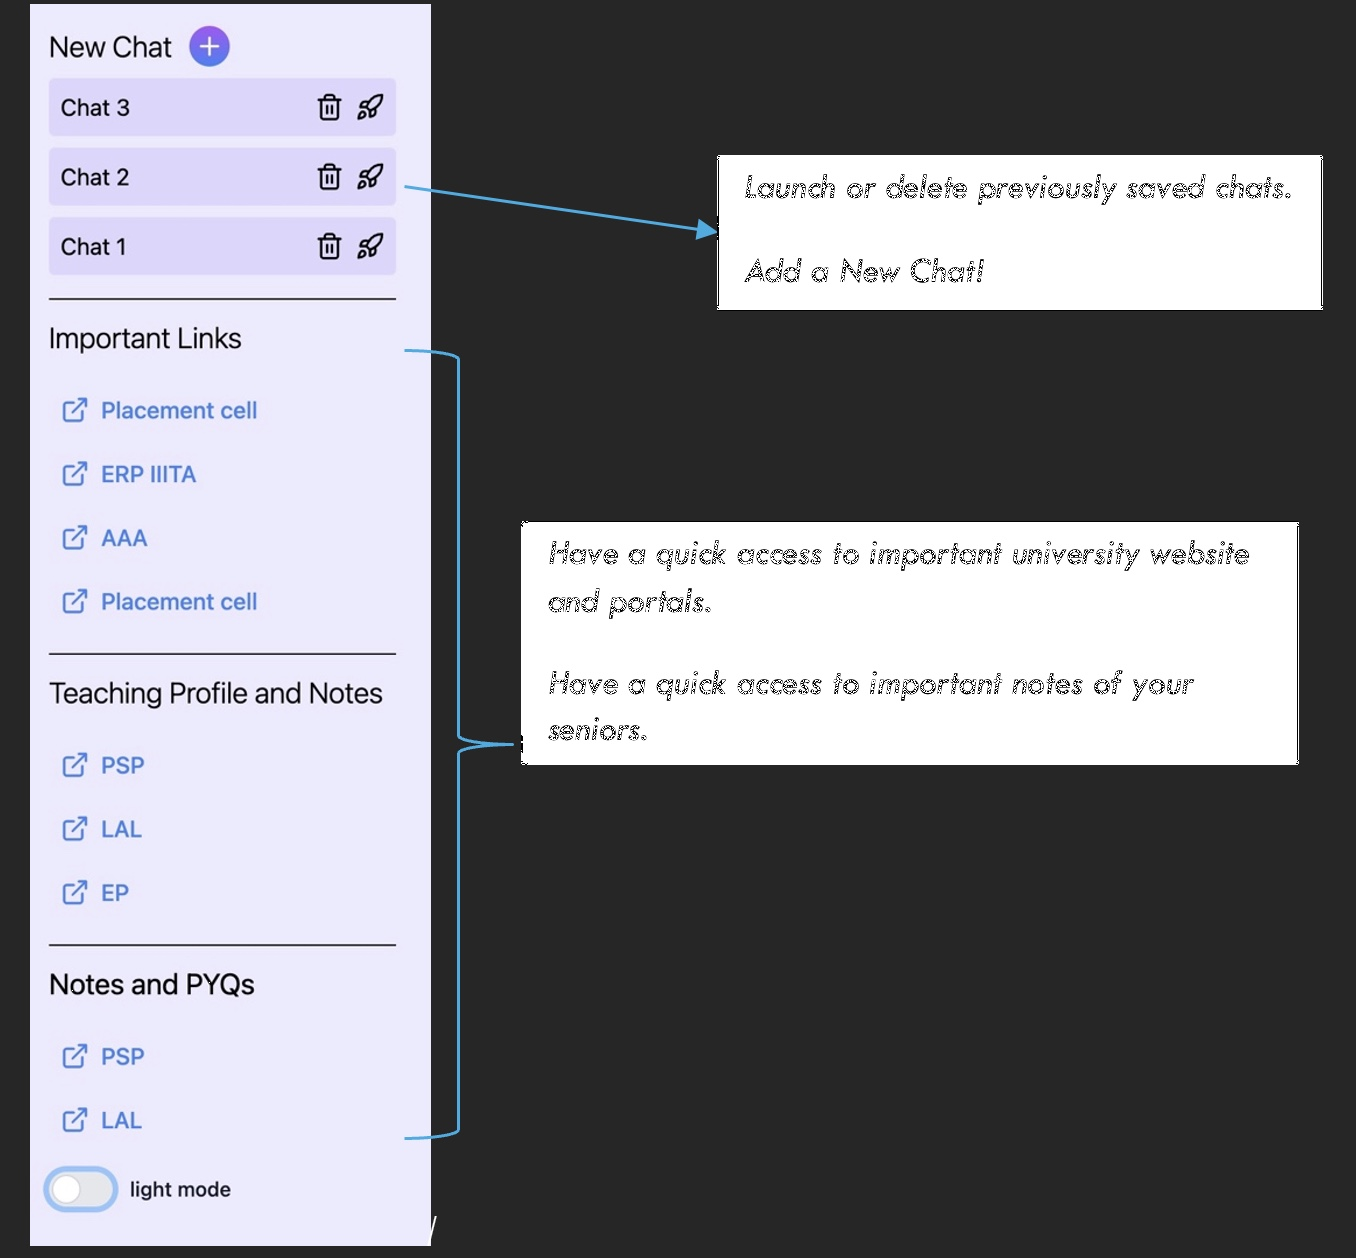 New Chat
Chat 3
Chat 2
Chat 1
Important Links
Placement cell
ERP IIITA
AAA
Placement cell
Teaching Profile and Notes
PSP
LAL
EP
Notes and PYQs
PSP
LAL
light mode
/
Launch or delete previously saved chats.
Add a New Chat!
Have a quick access to important university website
and portals.
Have a quick access to important notes of your
seniors.